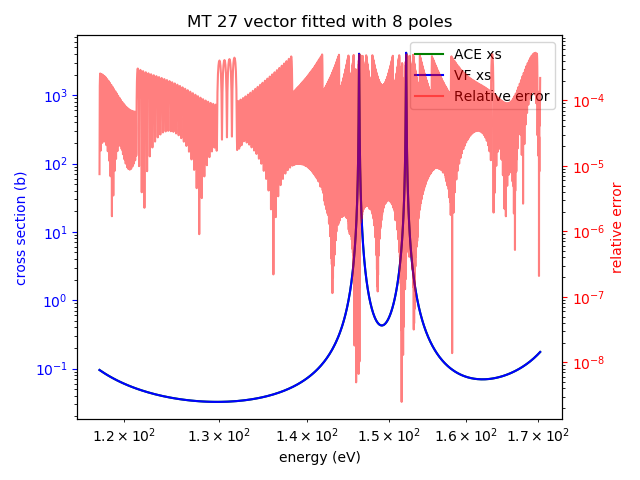 MT 27 vector fitted with 8 poles
ACE xs
VF xs
Relative error
cross section (b)
10³
10²
10¹
10⁰
10⁻¹
10⁻⁴
10⁻⁵
10⁻⁶
10⁻⁷
10⁻⁸
relative error
1.2 × 10² 1.3 × 10² 1.4 × 10² 1.5 × 10² 1.6 × 10² 1.7 × 10²
energy (eV)